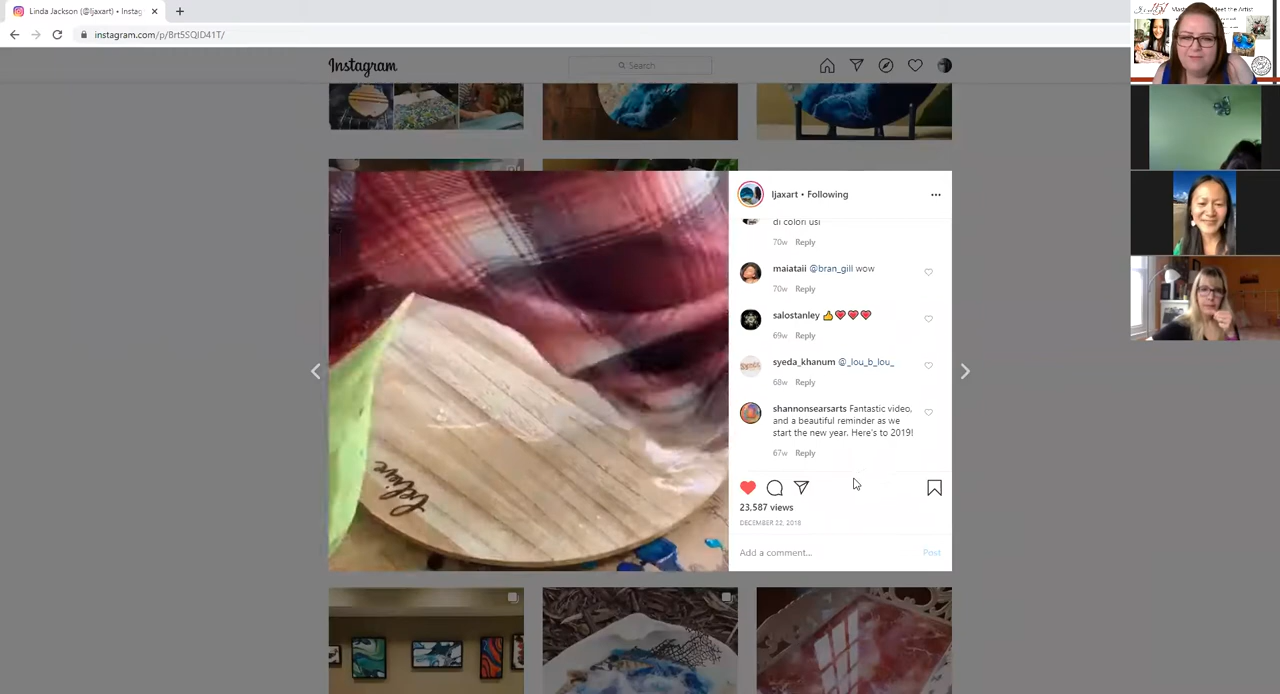 Linda Jackson (@ljaxart) • Instag
instagram.com/p/BrtSSQID41T/
Instagram
Search
ljaxart • Following
di colori usi
70w Reply
maiataii @bran_gill wow
70w Reply
salostanley 👍❤❤❤
69w Reply
syeda_khanum @_lou_b_lou_
68w Reply
shannonsearsarts Fantastic video,
and a beautiful reminder as we
start the new year. Here's to 2019!
67w Reply
23,587 views
DECEMBER 22, 2018
Add a comment...
Post
believe